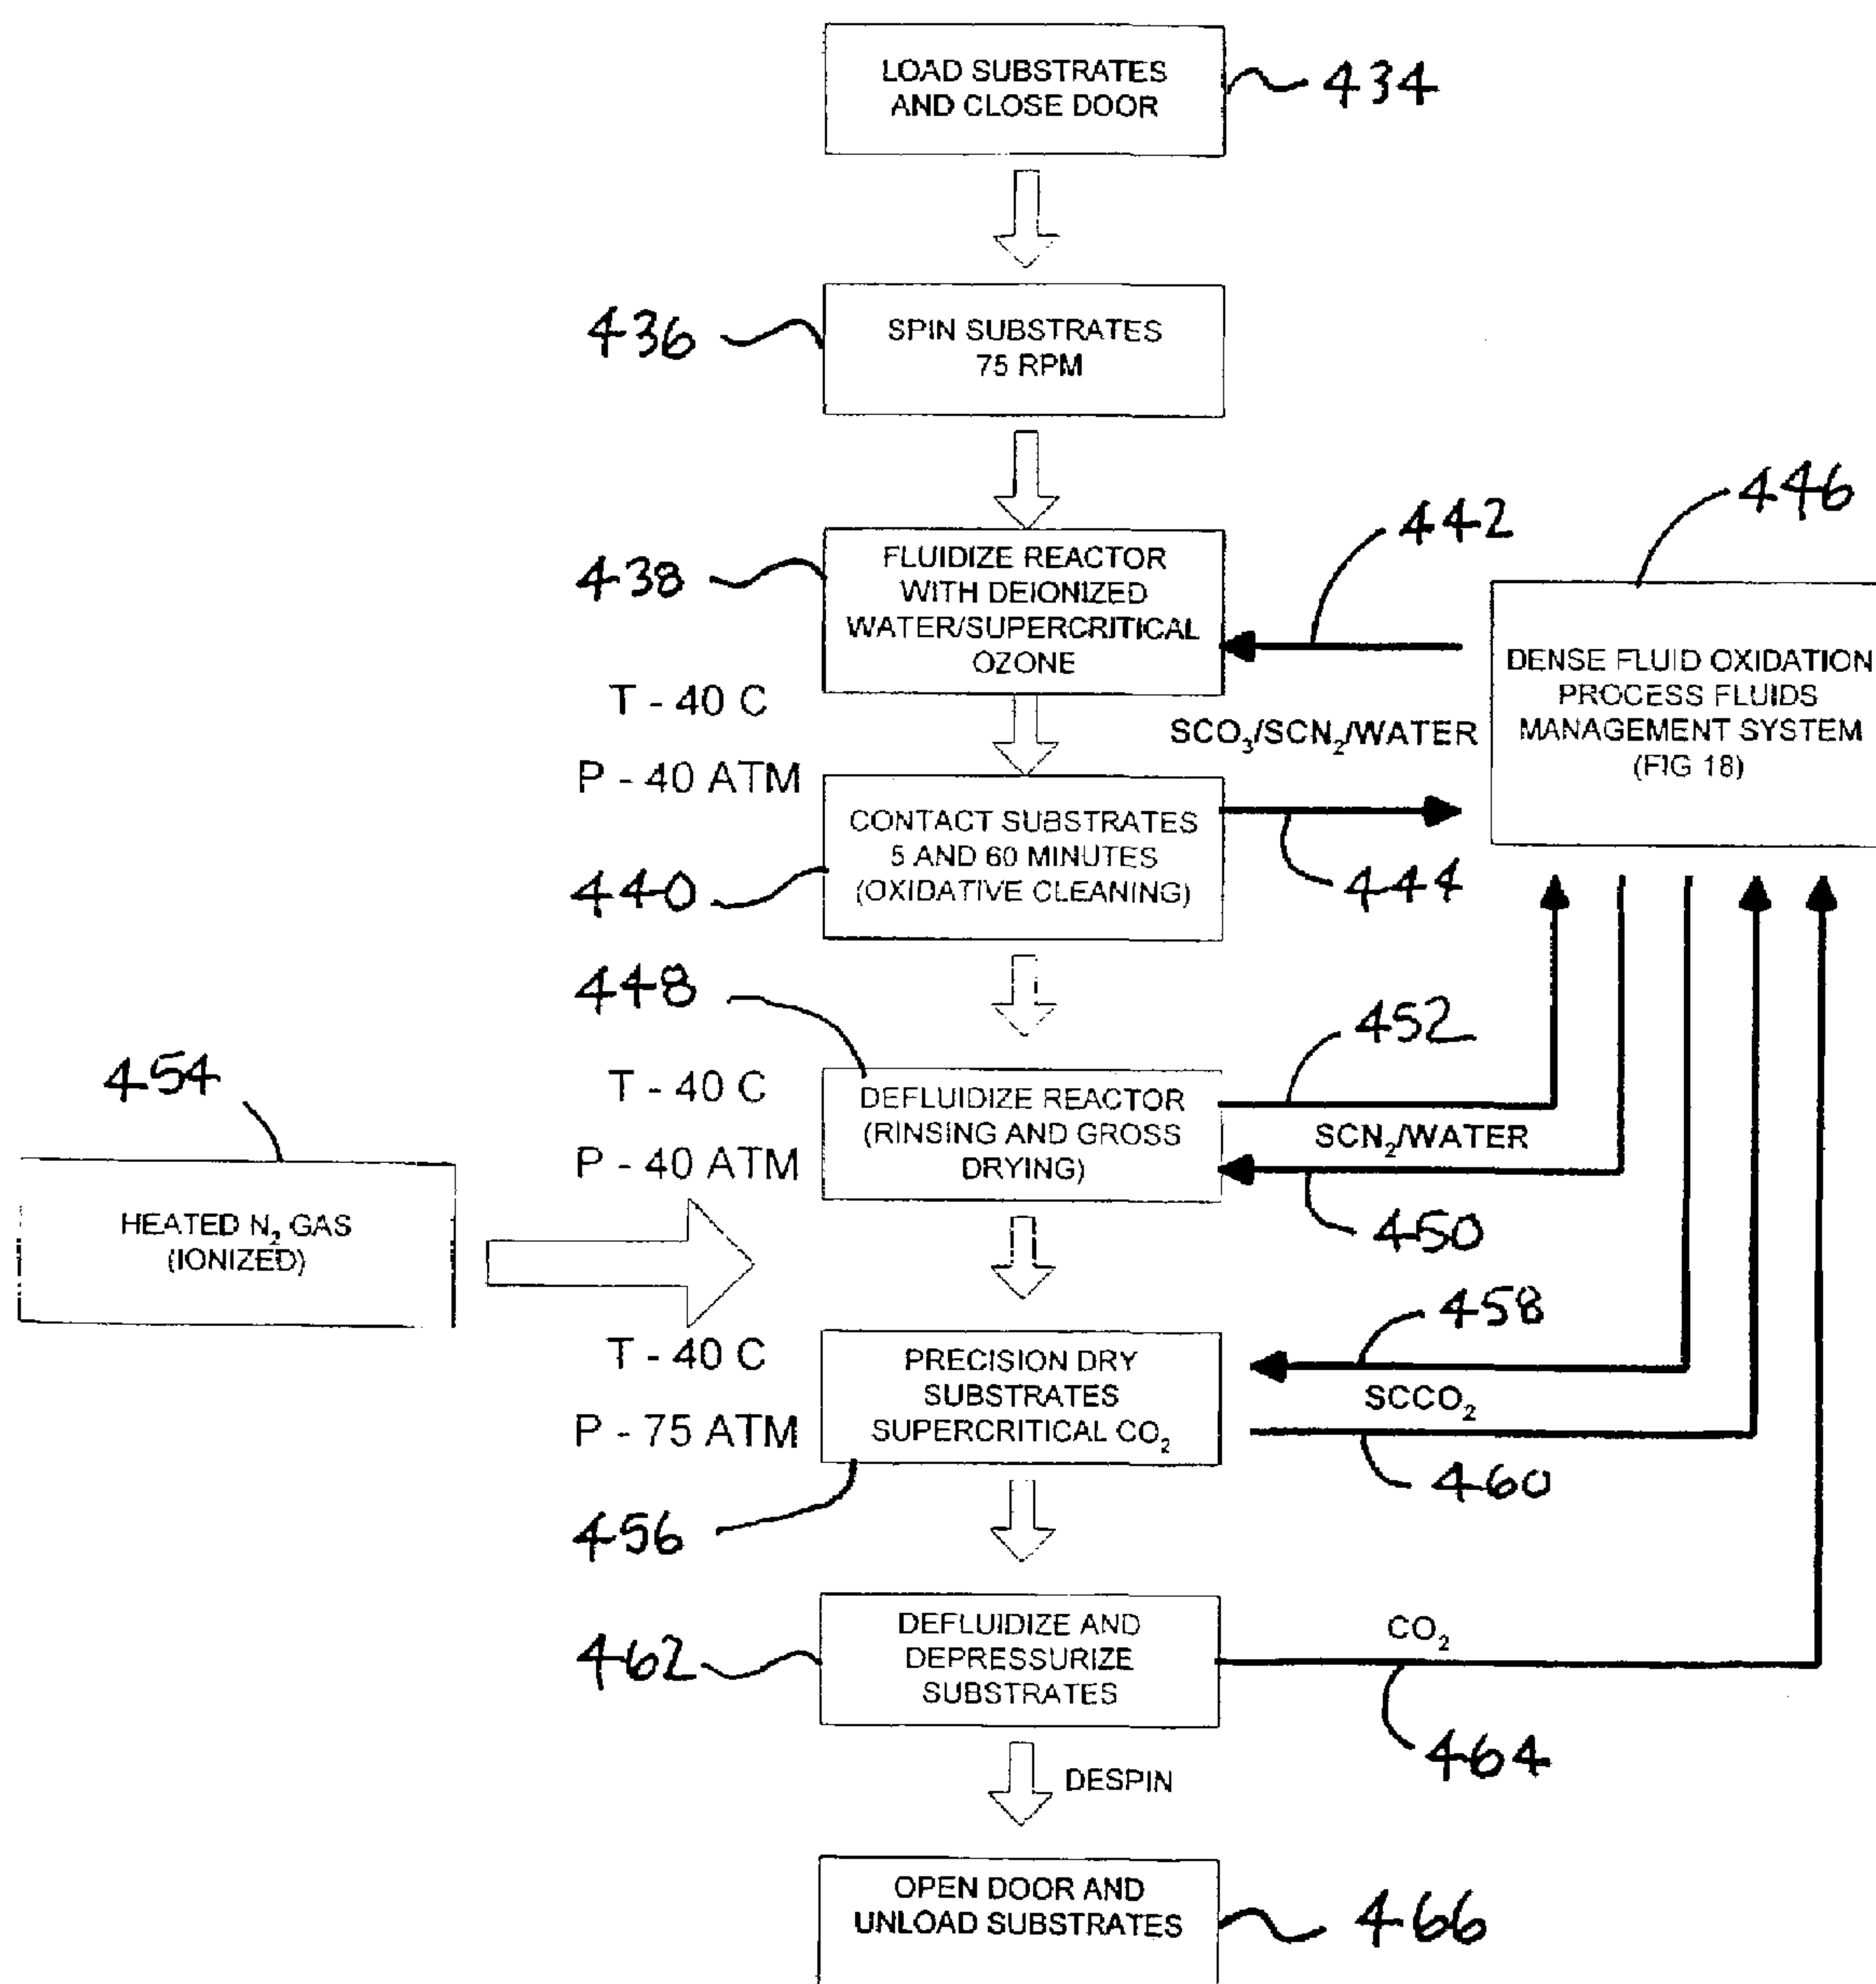 LOAD SUBSTRATES
AND CLOSE DOOR
434
SPIN SUBSTRATES
75 RPM
436
FLUIDIZE REACTOR
WITH DEIONIZED
WATER/SUPERCRITICAL
OZONE
438
442
446
DENSE FLUID OXIDATION
PROCESS FLUIDS
MANAGEMENT SYSTEM
(FIG 18)
T - 40 C
P - 40 ATM
SCO₃/SCN₂/WATER
CONTACT SUBSTRATES
5 AND 60 MINUTES
(OXIDATIVE CLEANING)
440
444
448
452
T - 40 C
P - 40 ATM
DEFLUIDIZE REACTOR
(RINSING AND GROSS
DRYING)
SCN₂/WATER
450
454
HEATED N₂ GAS
(IONIZED)
458
T - 40 C
P - 75 ATM
PRECISION DRY
SUBSTRATES
SUPERCRITICAL CO₂
SCCO₂
460
456
DEFLUIDIZE AND
DEPRESSURIZE
SUBSTRATES
462
CO₂
464
DESPIN
OPEN DOOR AND
UNLOAD SUBSTRATES
466